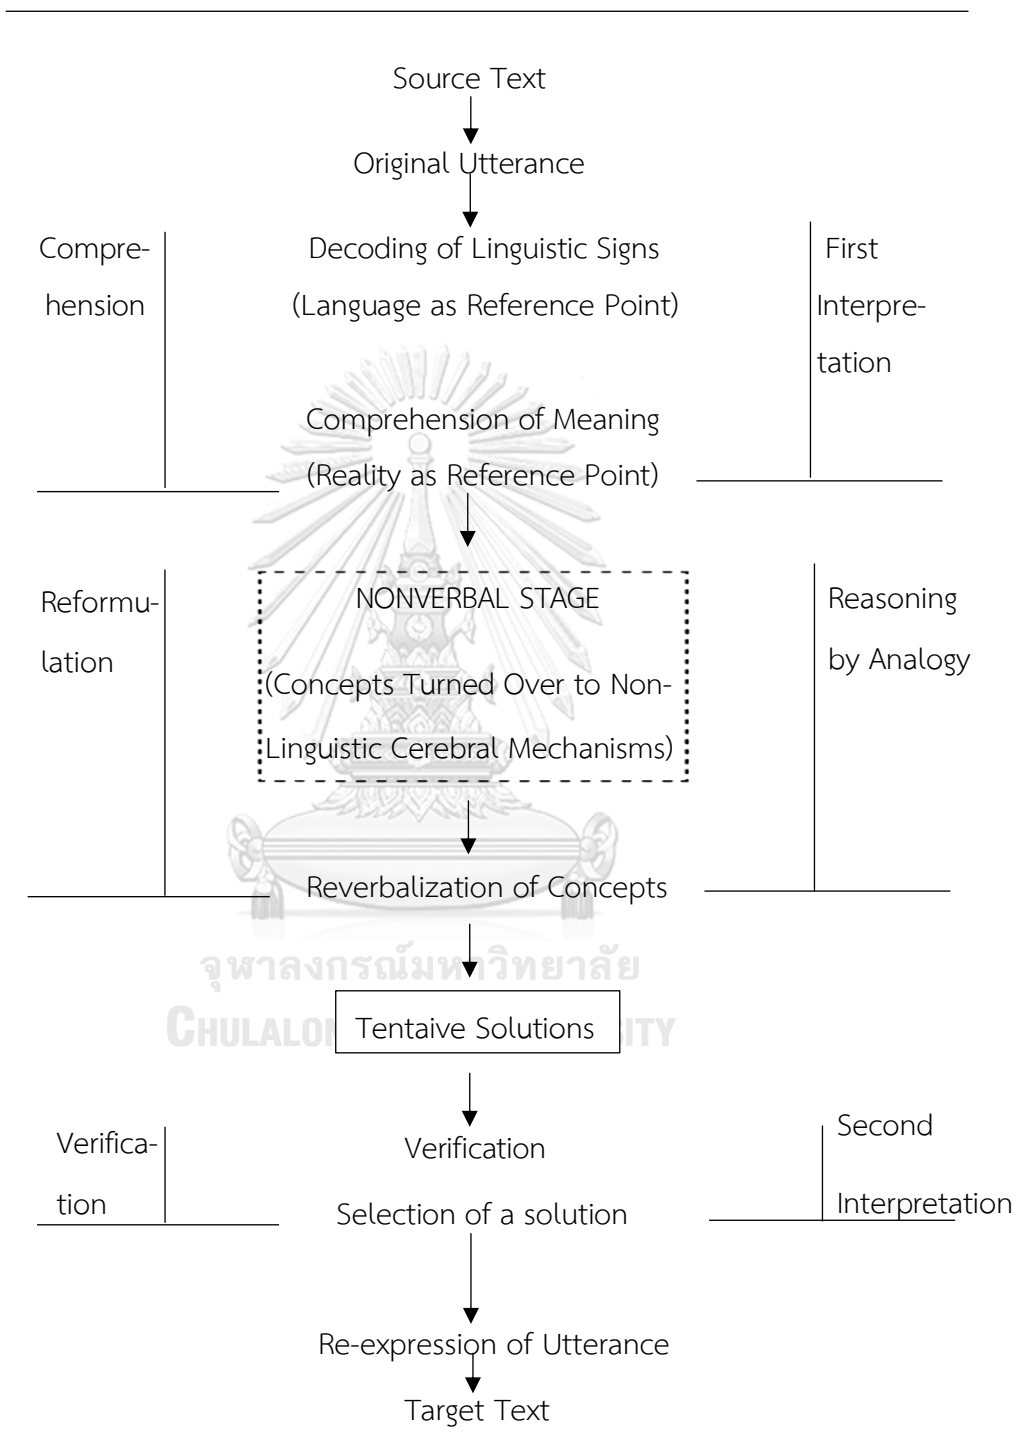 Source Text
Original Utterance
Compre-
hension
Decoding of Linguistic Signs
(Language as Reference Point)
Comprehension of Meaning
(Reality as Reference Point)
First
Interpre-
tation
Reformu-
lation
NONVERBAL STAGE
(Concepts Turned Over to Non-
Linguistic Cerebral Mechanisms)
Reverbalization of Concepts
Reasoning
by Analogy
จุฬาลงกรณ์มหาวิทยาลัย
CHULALON SITY
Tentaive Solutions
Verifica-
tion
Verification
Selection of a solution
Second
Interpretation
Re-expression of Utterance
Target Text